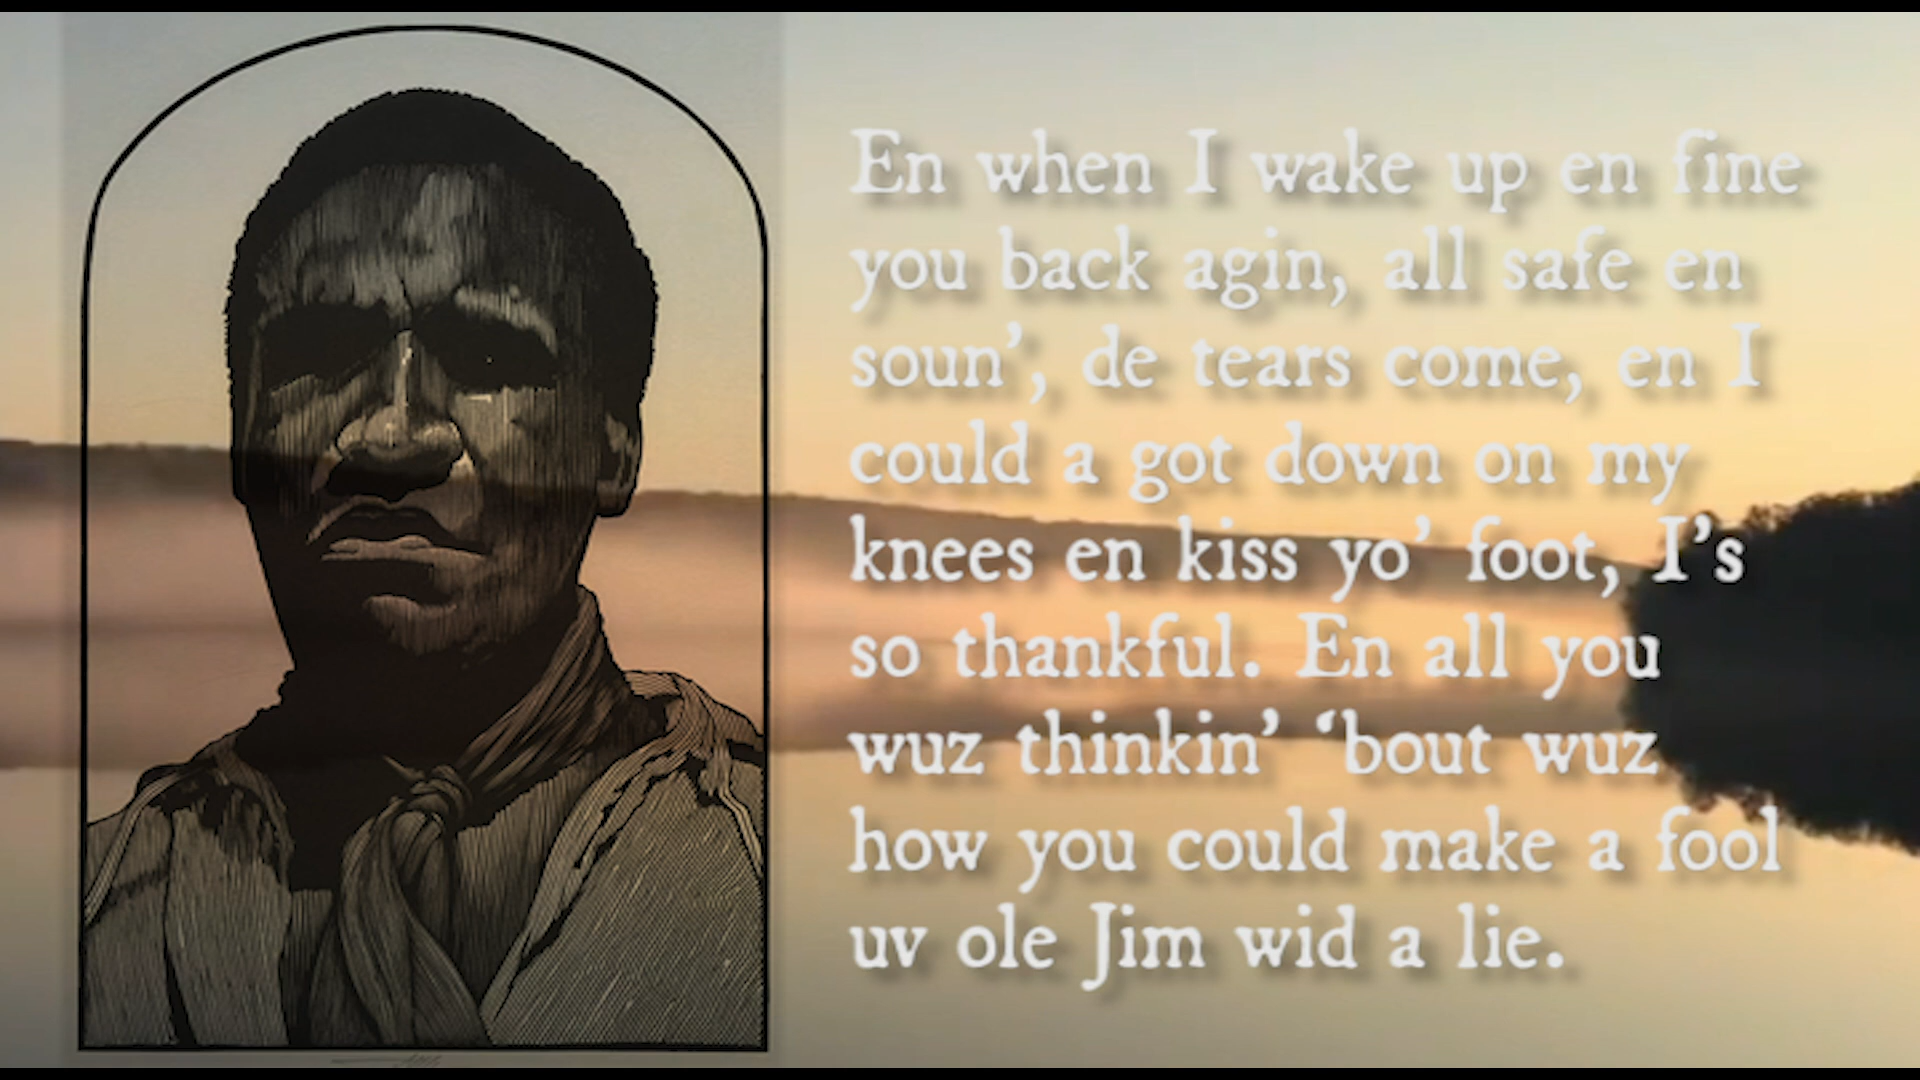 En when I wake up en fine
you back agin, all safe en
soun’, de tears come, en I
could a got down on my
knees en kiss yo’ foot, I’s
so thankful. En all you
wuz thinkin’ ‘bout wuz
how you could make a fool
uv ole Jim wid a lie.